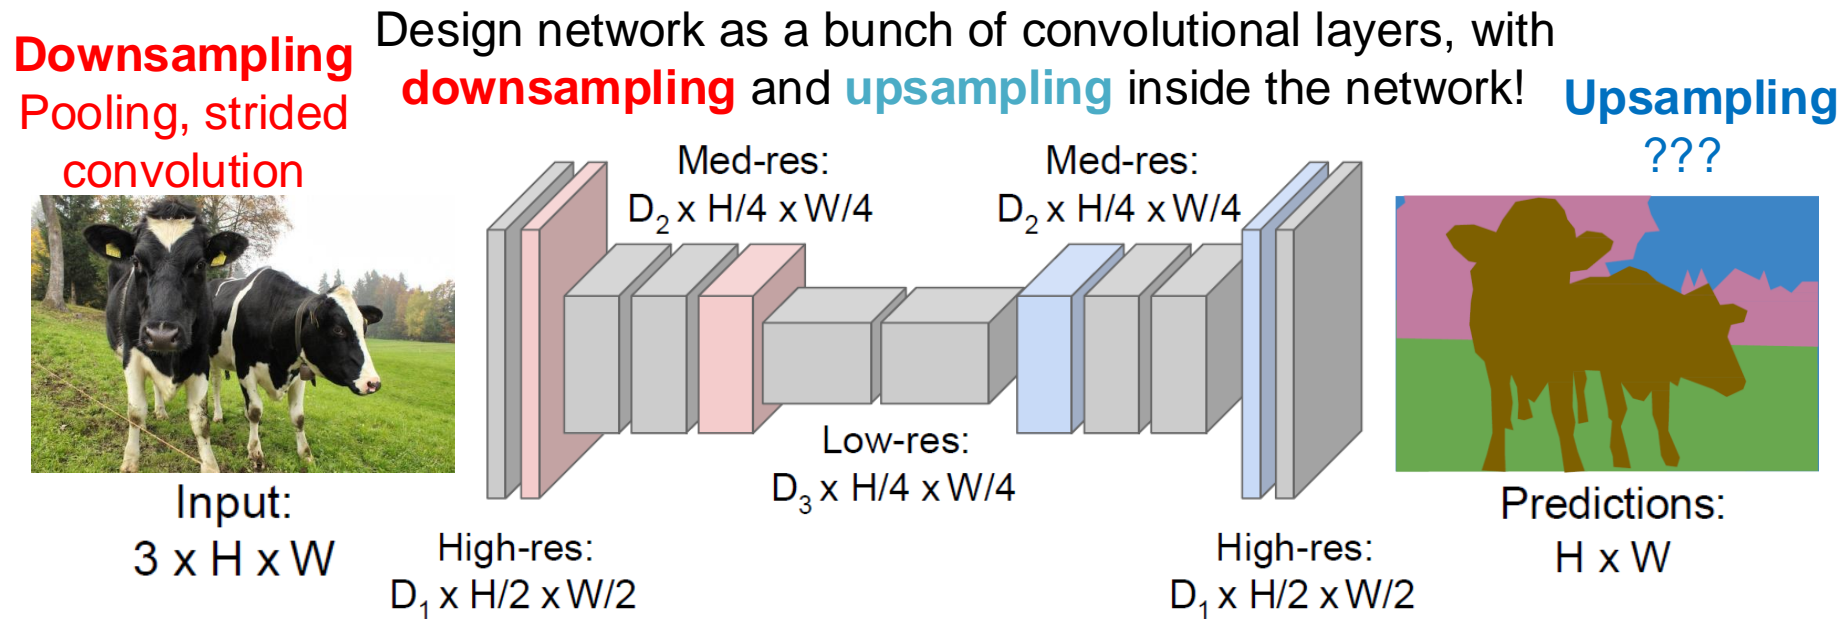 Design network as a bunch of convolutional layers, with
downsampling and upsampling inside the network!
Downsampling
Pooling, strided
convolution
Upsampling
???
Med-res:
D₂ x H/4 x W/4
Med-res:
D₂ x H/4 x W/4
Low-res:
D₃ x H/4 x W/4
Input:
3 x H x W
High-res:
D₁ x H/2 x W/2
High-res:
D₁ x H/2 x W/2
Predictions:
H x W